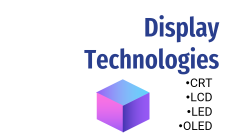 Display
Technologies
•CRT
•LCD
•LED
•OLED